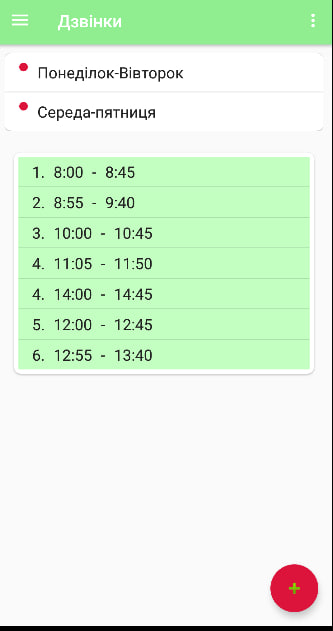 Дзвінки
Понеділок-Вівторок
Середа-пятниця
1. 8:00 - 8:45
2. 8:55 - 9:40
3. 10:00 - 10:45
4. 11:05 - 11:50
4. 14:00 - 14:45
5. 12:00 - 12:45
6. 12:55 - 13:40